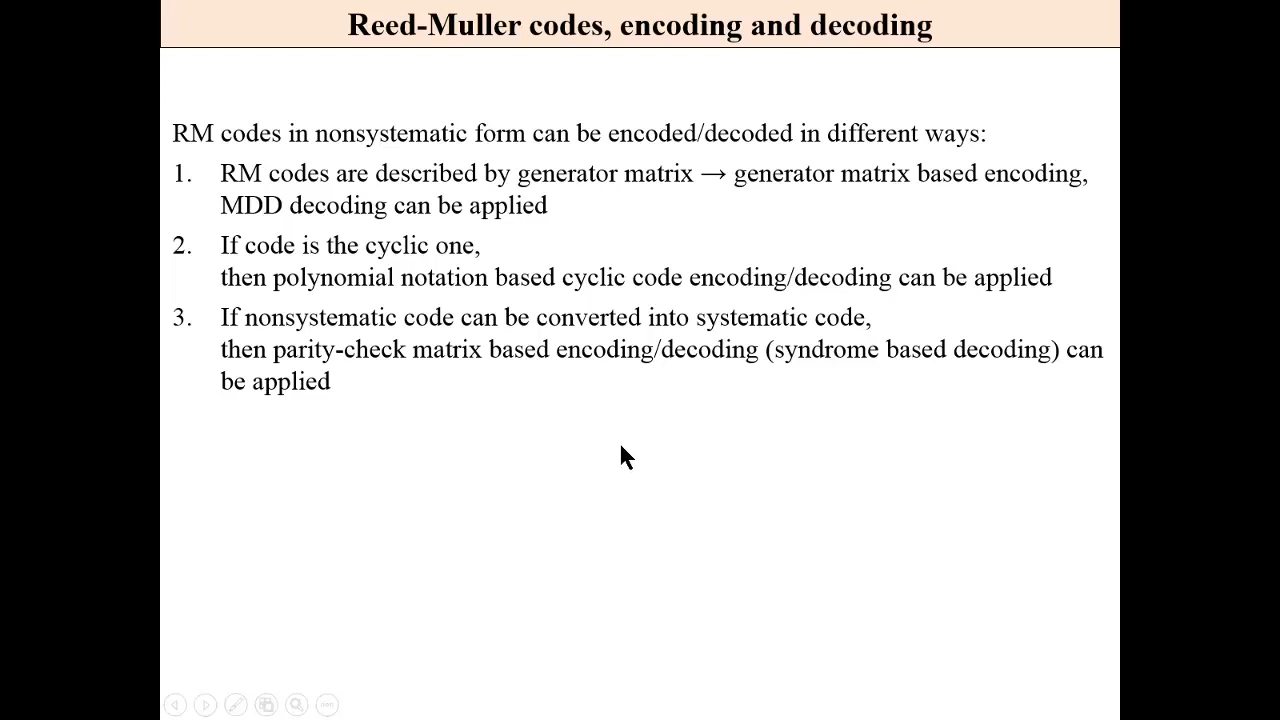 Reed-Muller codes, encoding and decoding
RM codes in nonsystematic form can be encoded/decoded in different ways:
1. RM codes are described by generator matrix → generator matrix based encoding,
MDD decoding can be applied
2. If code is the cyclic one,
then polynomial notation based cyclic code encoding/decoding can be applied
3. If nonsystematic code can be converted into systematic code,
then parity-check matrix based encoding/decoding (syndrome based decoding) can
be applied